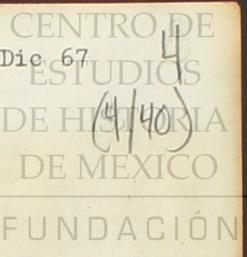 CENTRO DE
4
Dic 67
ESTUDIOS
DE HISTORIA
(4/40)
DE MEXICO
FUNDACIÓN